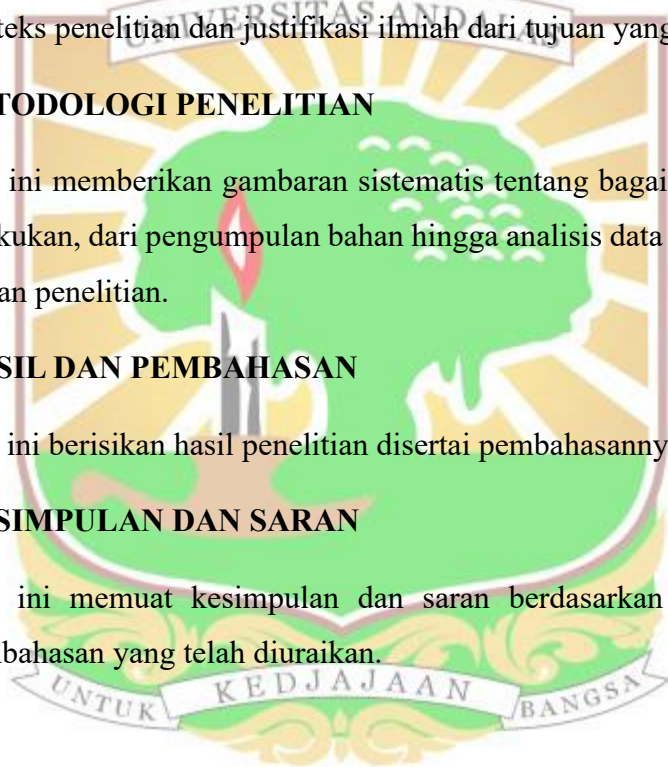 teks penelitian dan justifikasi ilmiah dari tujuan yang
UNIVERSITAS ANDALAS
TODOLOGI PENELITIAN
ini memberikan gambaran sistematis tentang bagai
kukan, dari pengumpulan bahan hingga analisis data
an penelitian.
SIL DAN PEMBAHASAN
ini berisikan hasil penelitian disertai pembahasanny
SIMPULAN DAN SARAN
ini memuat kesimpulan dan saran berdasarkan
bahasan yang telah diuraikan.
UNTUK KEDJAJAAN BANGSA